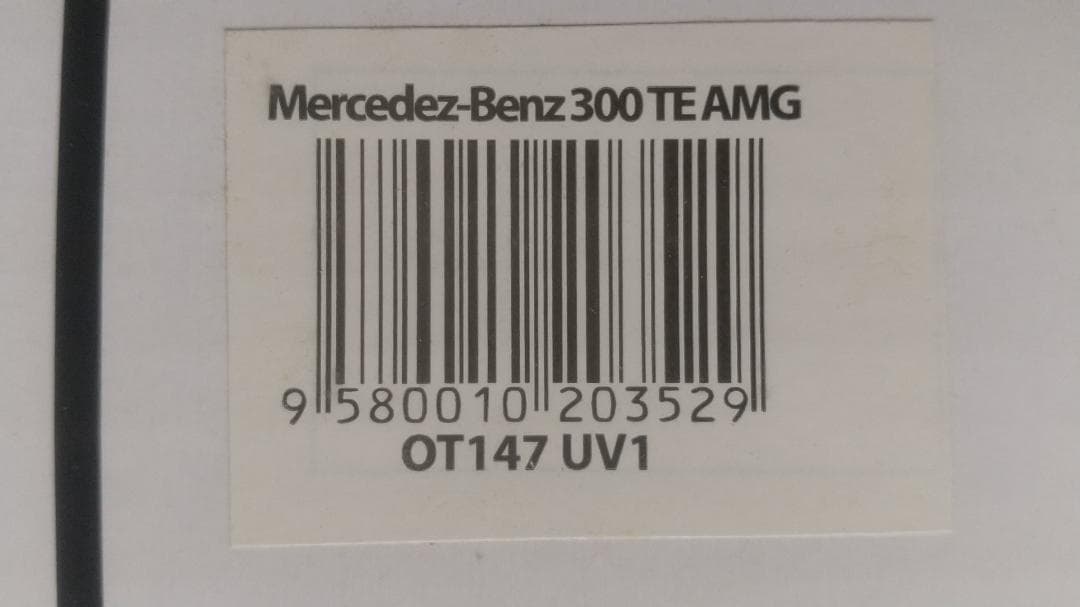 Mercedez-Benz 300 TE AMG
9 580010 203529
OT147 UV1